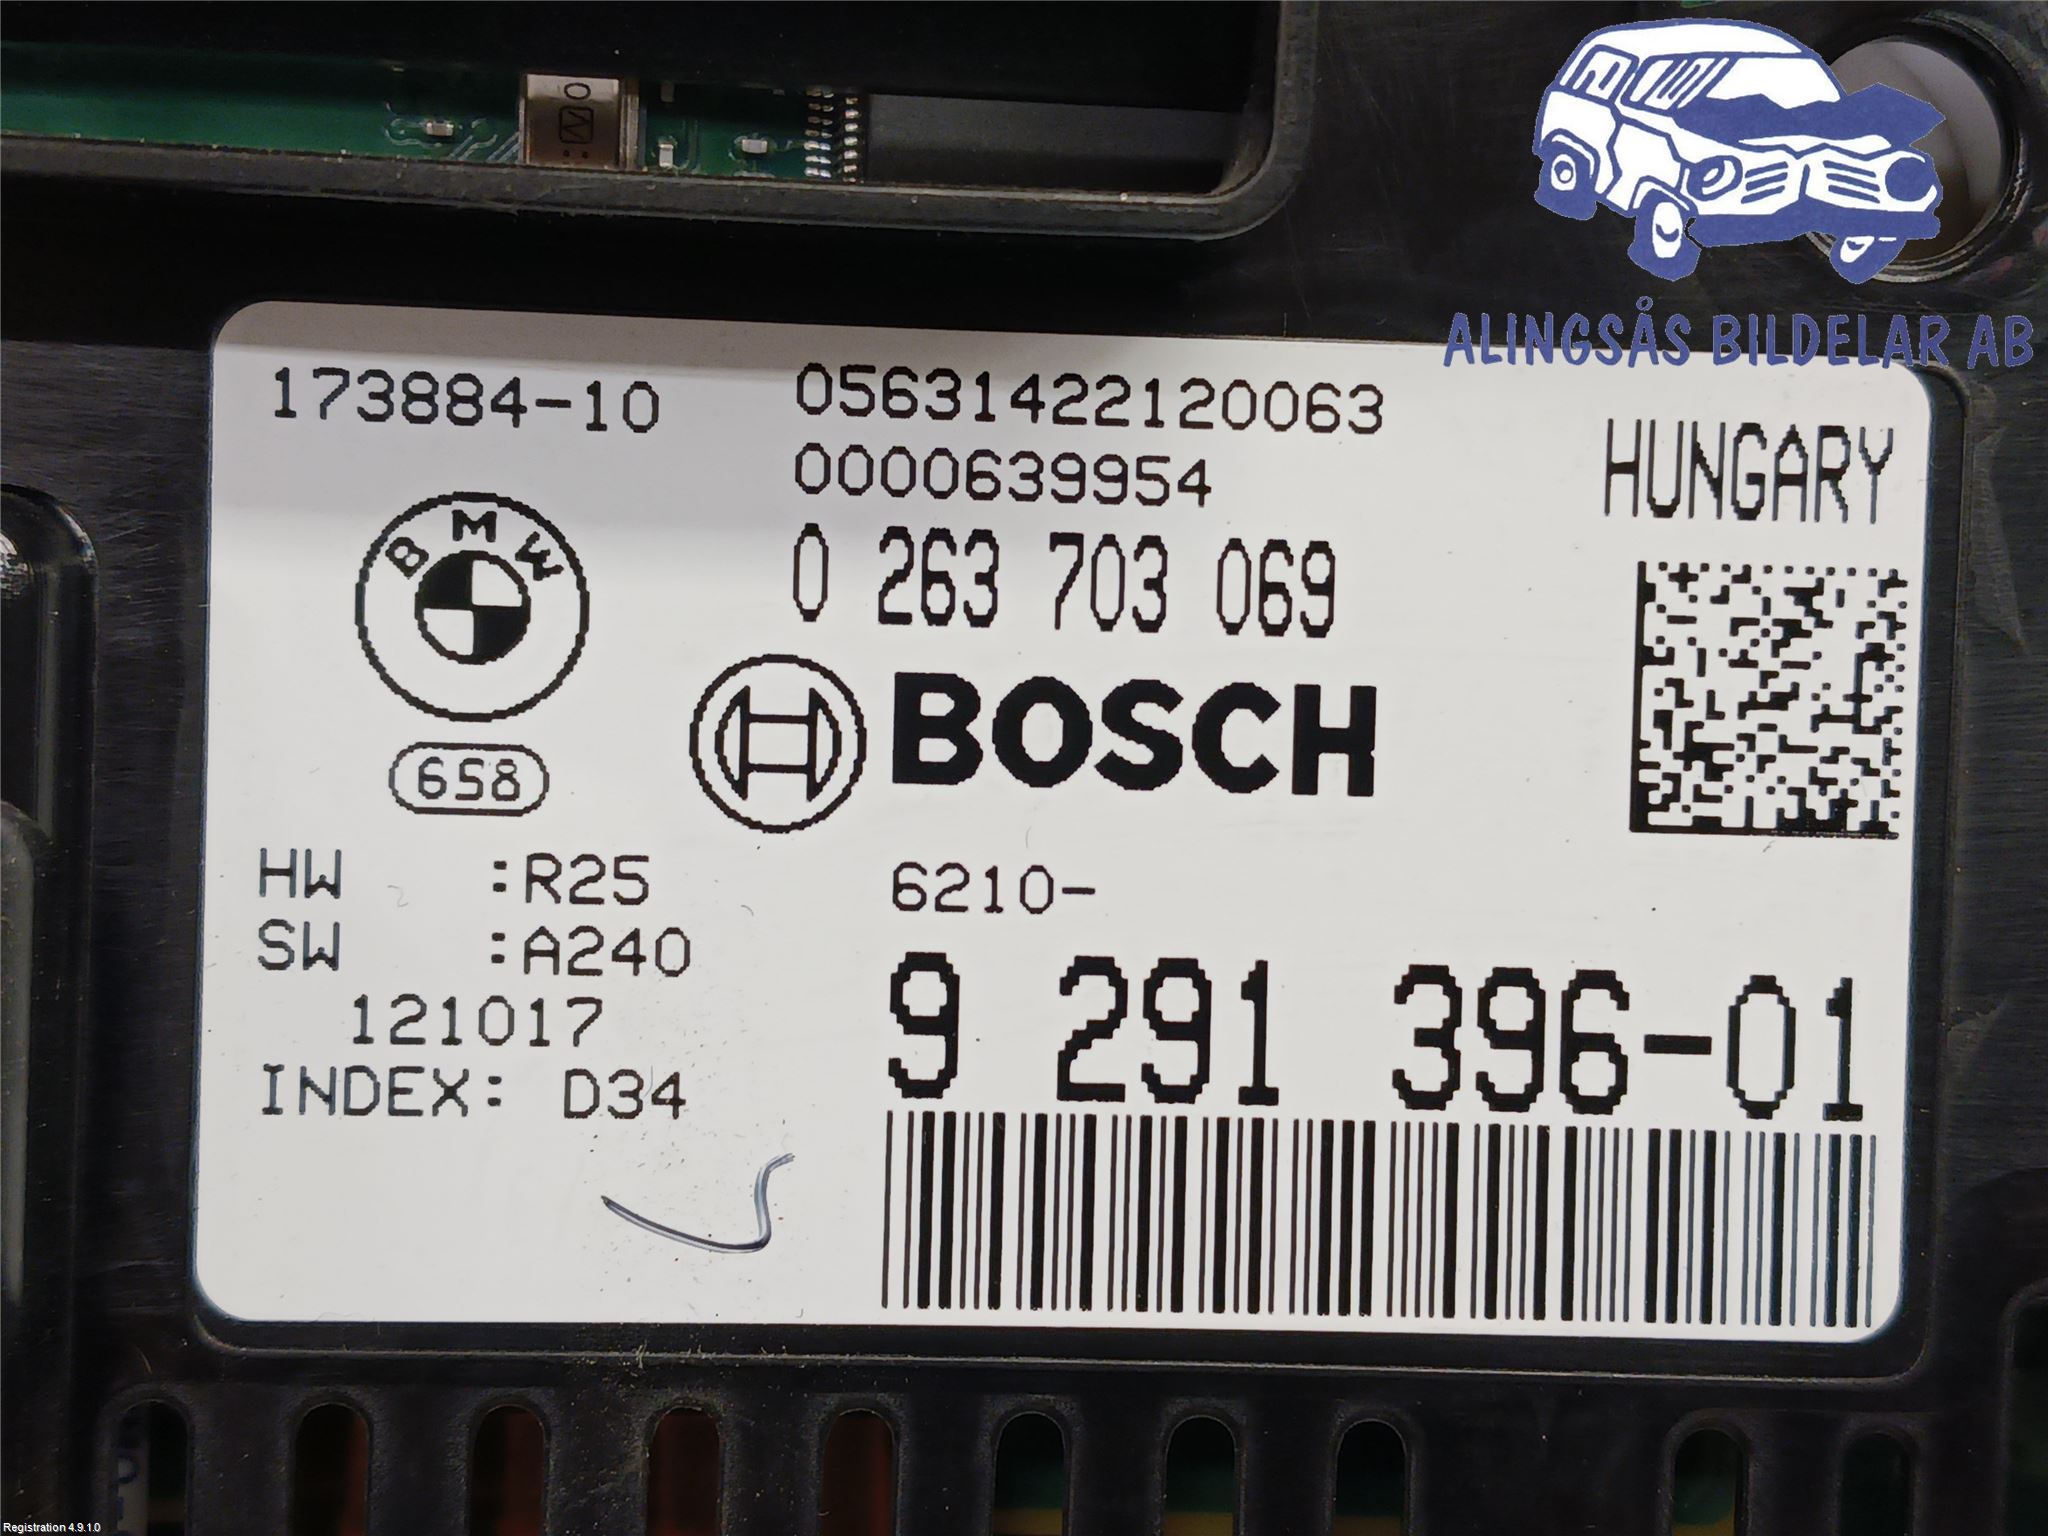 ALINGSÅS BILDELAR AB
173884-10
05631422120063
0000639954
HUNGARY
0 263 703 069
BMW
BOSCH
658
HW :R25
6210-
SW :A240
9 291 396-01
121017
INDEX: D34
Registration 4.9.1.0